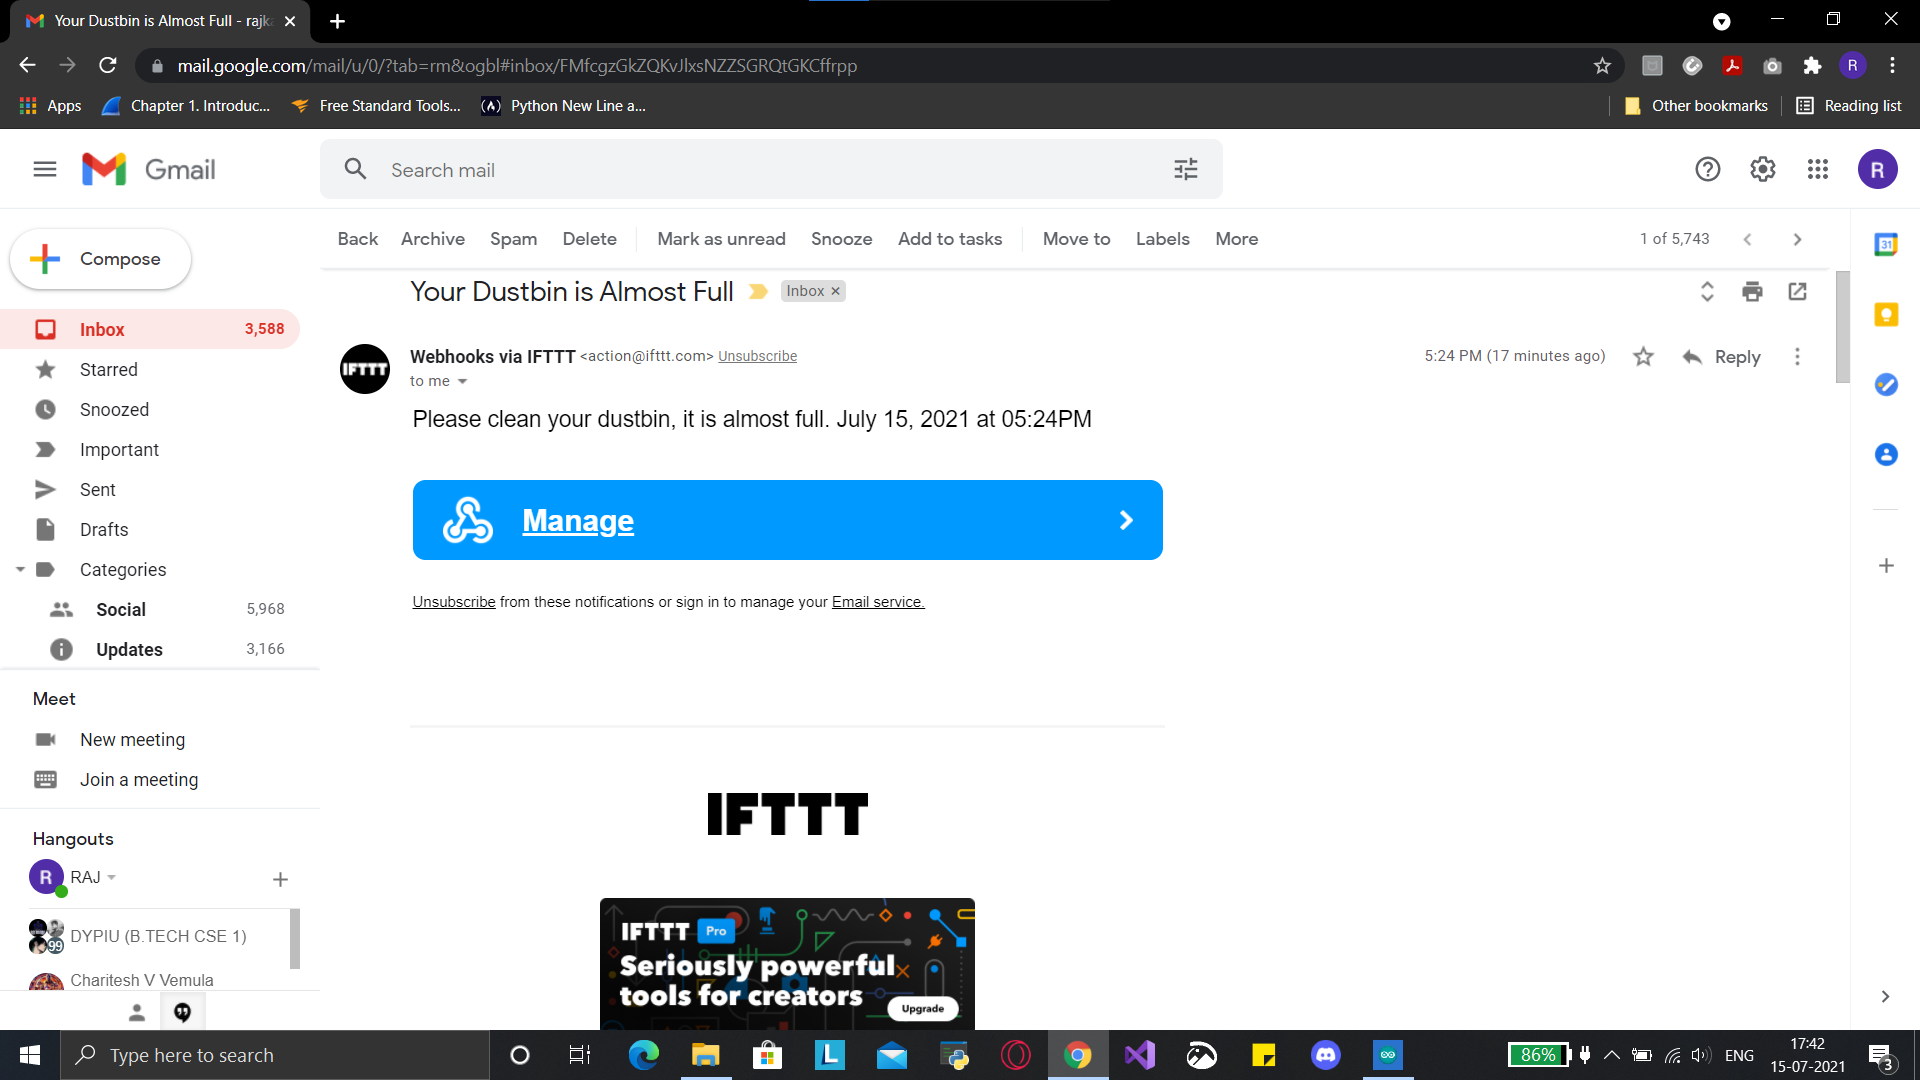 Your Dustbin is Almost Full - rajk
mail.google.com/mail/u/0/?tab=rm&ogbl#inbox/FMfcgzGkZQKvJlxsNZZSGRQtGKCffrpp
R
Apps
Chapter 1. Introduc...
Free Standard Tools...
Python New Line a...
Other bookmarks
Reading list
Gmail
Search mail
R
Compose
Back Archive Spam Delete Mark as unread Snooze Add to tasks Move to Labels More
1 of 5,743
31
Your Dustbin is Almost Full
Inbox ×
Inbox 3,588
Starred
Snoozed
Important
Sent
Drafts
Categories
Social 5,968
Updates 3,166
IFTTT
Webhooks via IFTTT <action@ifttt.com> Unsubscribe
5:24 PM (17 minutes ago)
Reply
to me
Please clean your dustbin, it is almost full. July 15, 2021 at 05:24PM
Manage
Unsubscribe from these notifications or sign in to manage your Email service.
Meet
New meeting
Join a meeting
Hangouts
R RAJ
99 DYPIU (B.TECH CSE 1)
Charitesh V Vemula
IFTTT
IFTTT Pro
Seriously powerful
tools for creators
Upgrade
Type here to search
L
86%
ENG
17:42
15-07-2021
3